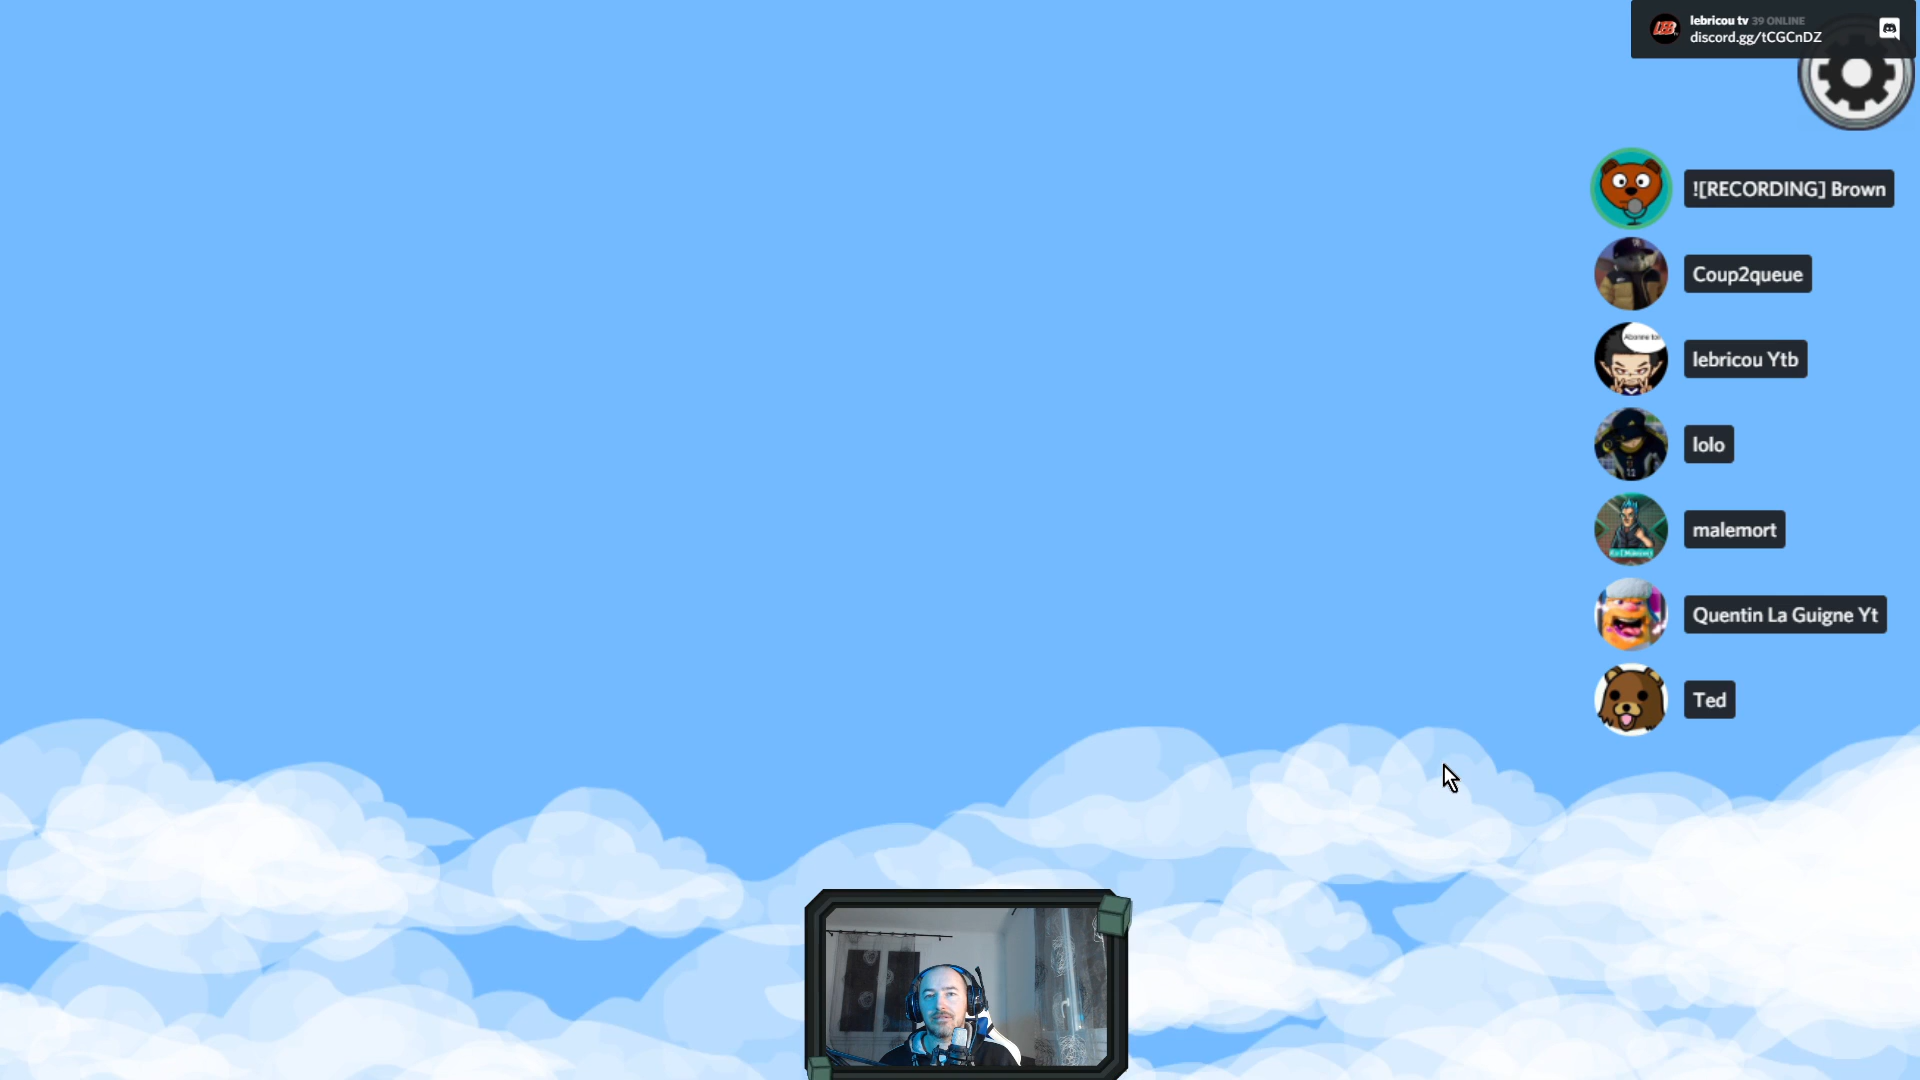 LEB
lebricou tv 39 ONLINE
discord.gg/tCGCnDZ
![RECORDING] Brown
Coup2queue
lebricou Ytb
lolo
malemort
Quentin La Guigne Yt
Ted